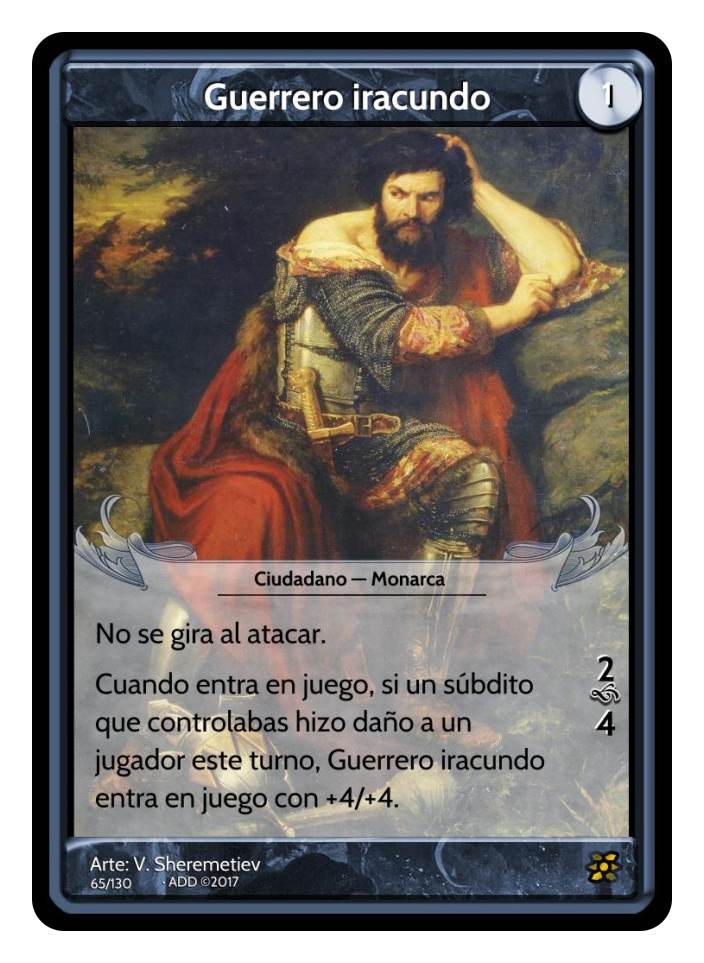 Guerrero iracundo
1
Ciudadano — Monarca
No se gira al atacar.
Cuando entra en juego, si un súbdito
que controlabas hizo daño a un
jugador este turno, Guerrero iracundo
entra en juego con +4/+4.
2
4
Arte: V. Sheremetiev
65/130 · ADD ©2017